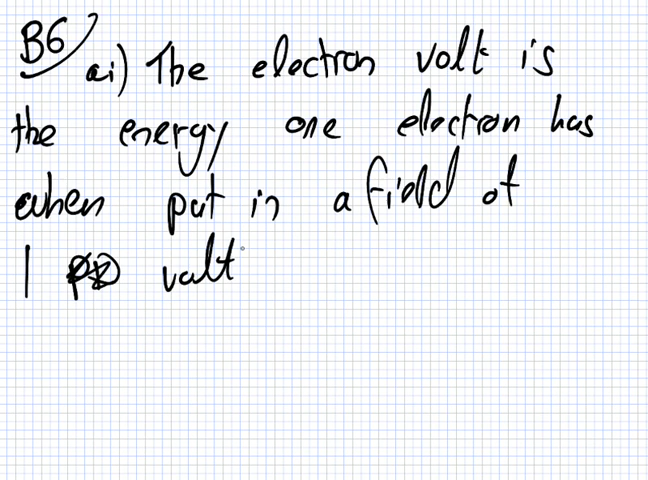 B6 ai) The electron volt is
the energy one electron has
when put in a field of
1 volt